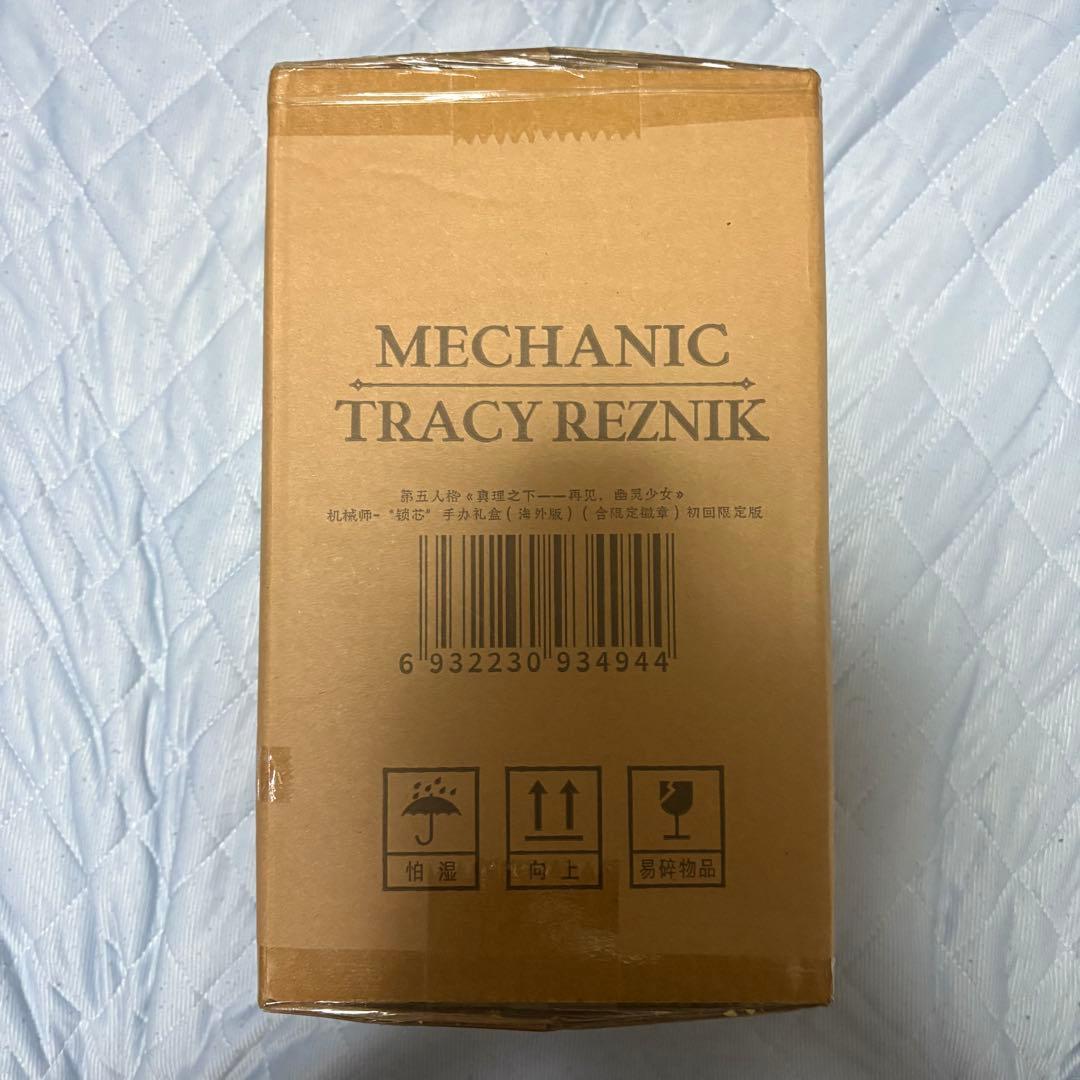 MECHANIC
TRACY REZNIK
第五人格《真理之下——再见，幽灵少女》
机械师-“锁芯”手办礼盒(海外版)(含限定徽章)初回限定版
6 932230 934944
怕湿 向上 易碎物品